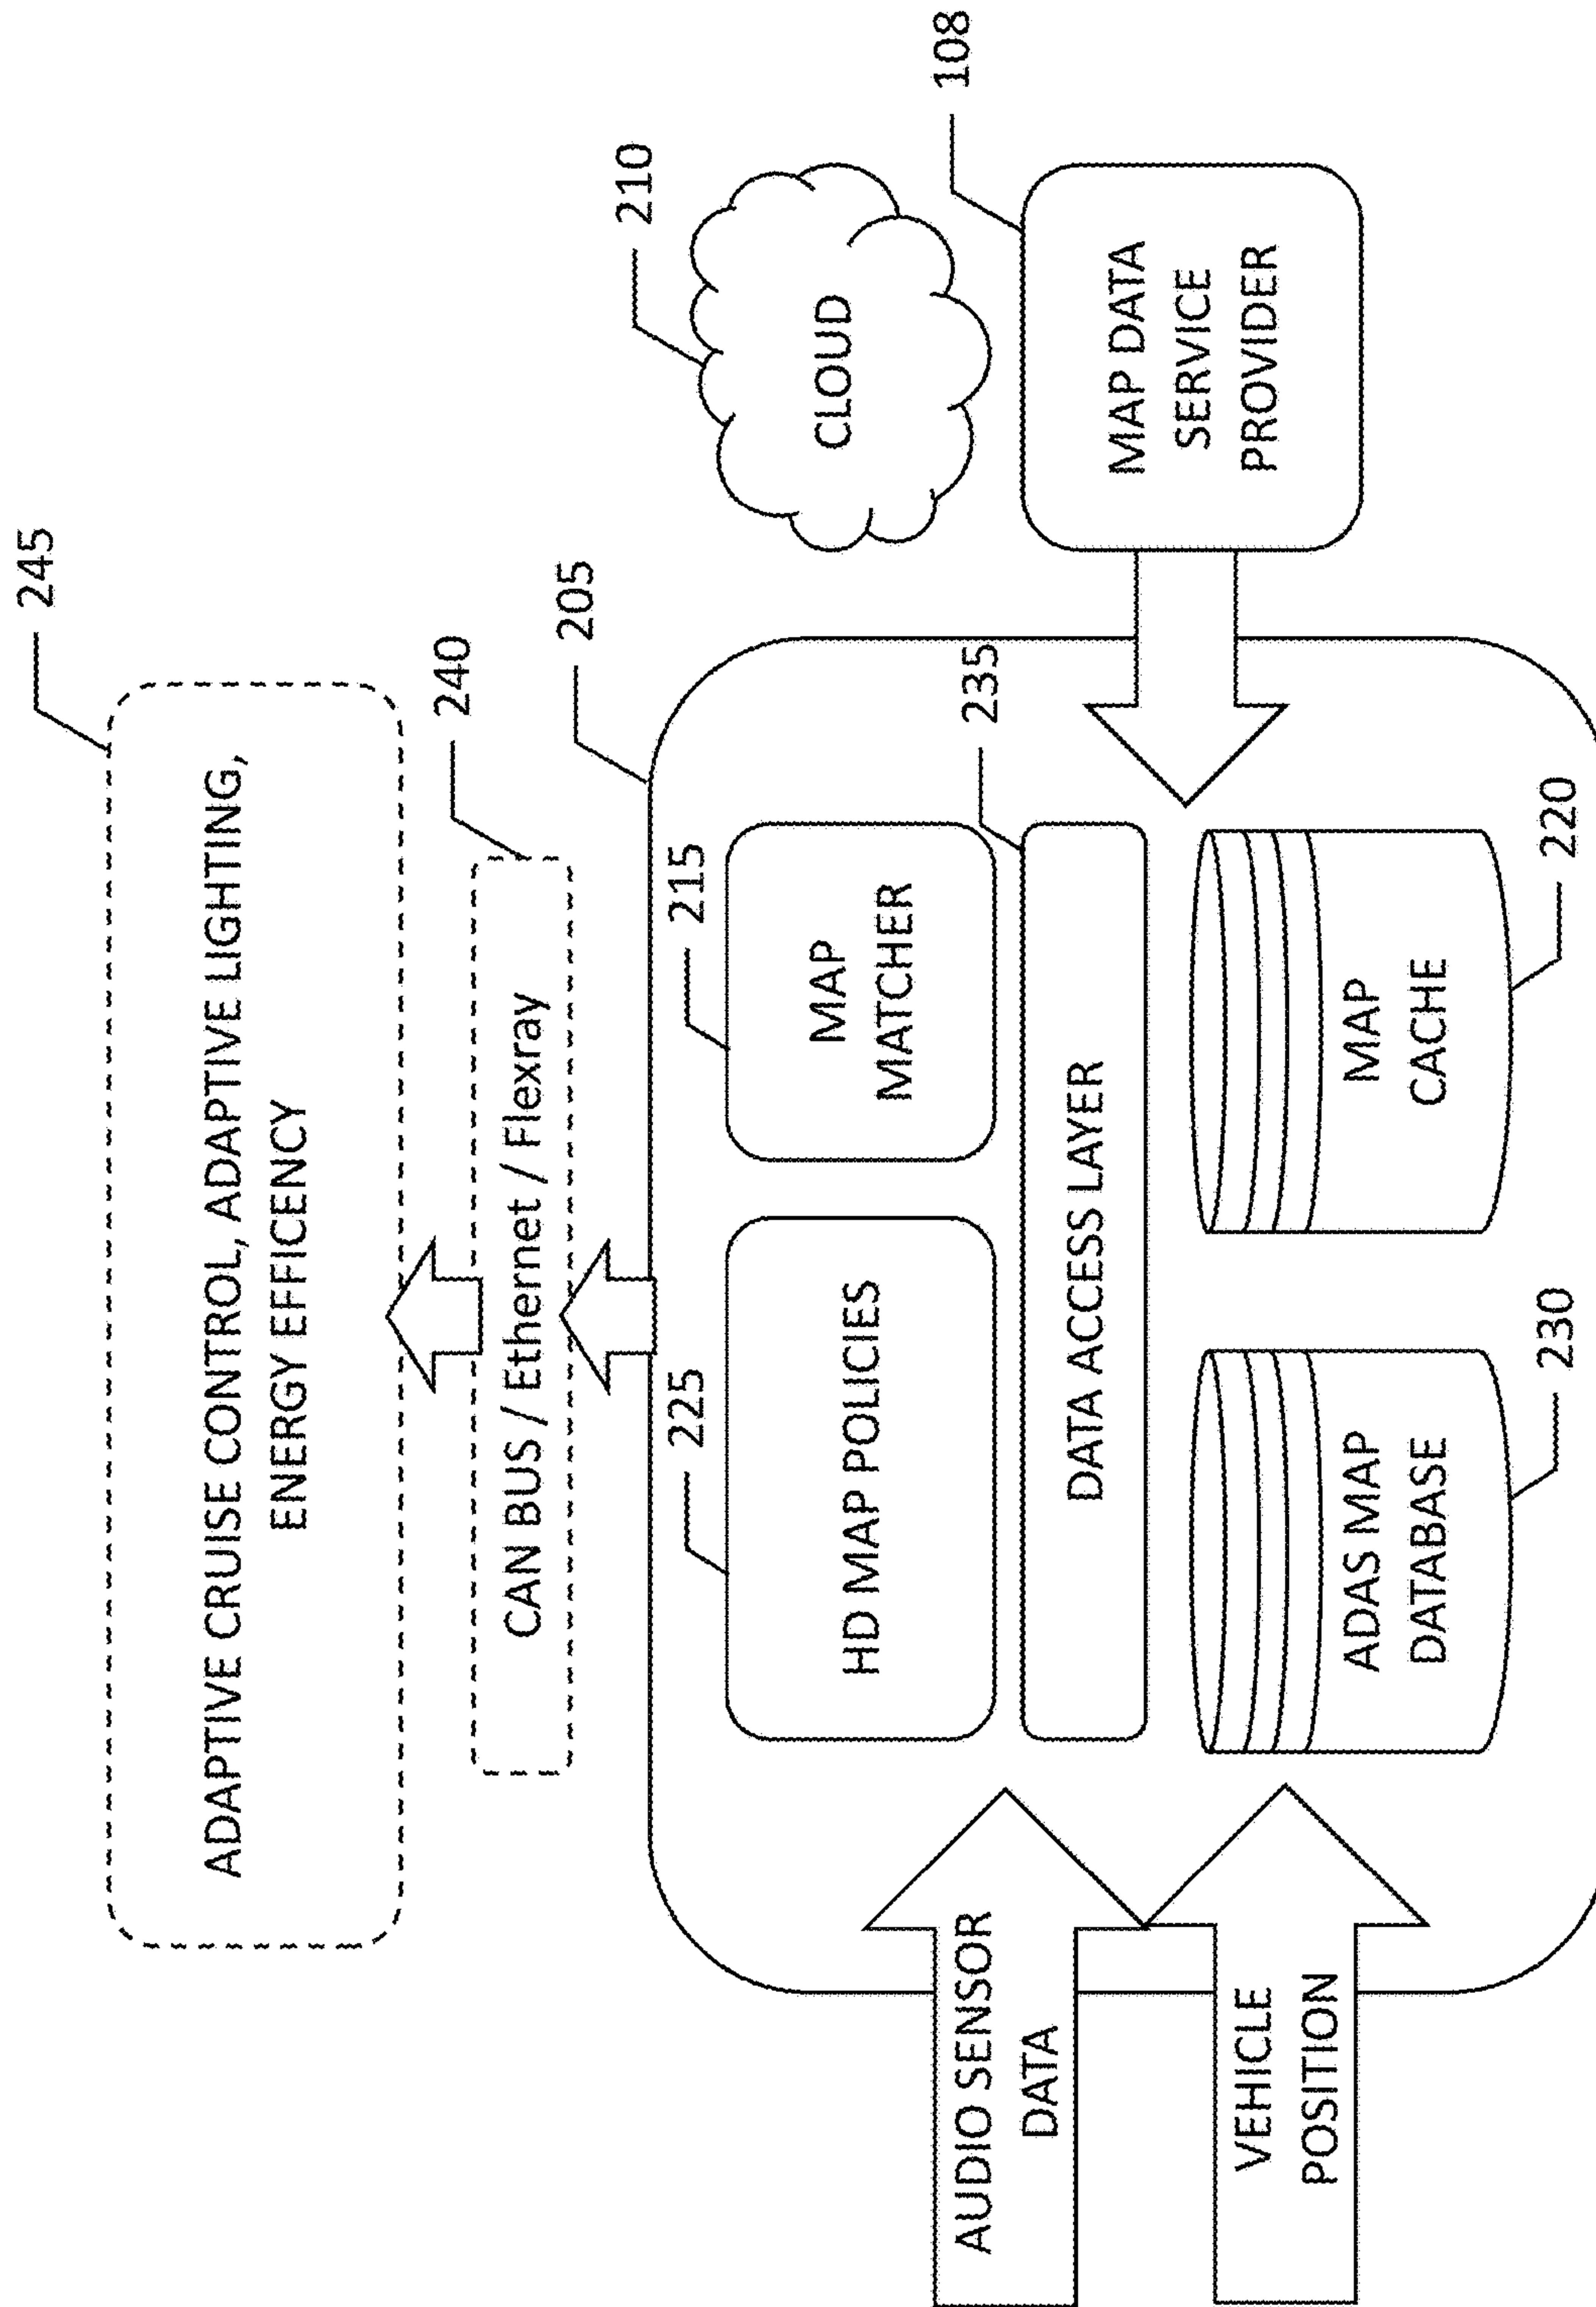 245
ADAPTIVE CRUISE CONTROL, ADAPTIVE LIGHTING,
ENERGY EFFICENCY
240
CAN BUS / Ethernet / Flexray
205
210
CLOUD
108
MAP DATA
SERVICE
PROVIDER
225
HD MAP POLICIES
215
MAP
MATCHER
235
DATA ACCESS LAYER
AUDIO SENSOR
DATA
VEHICLE
POSITION
ADAS MAP
DATABASE
230
MAP
CACHE
220